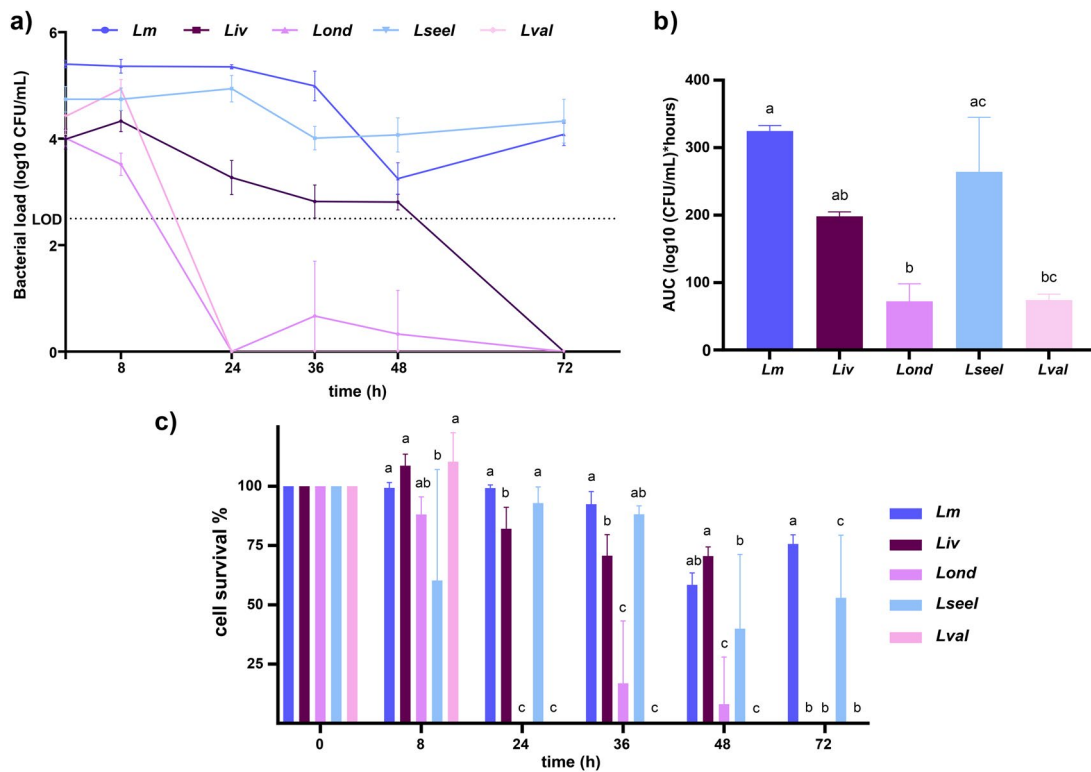 a)
Lm Liv Lond Lseel Lval
Bacterial load (log10 CFU/mL)
6
4
LOD
2
0
8 24 36 48 72
time (h)
b)
AUC (log10 (CFU/mL)*hours)
400
300
200
100
0
a ab b ac bc
Lm Liv Lond Lseel Lval
c)
cell survival %
100
75
50
25
a a ab b a
a b c a c
a b c ab c
ab a c b c
a b b c b
0 8 24 36 48 72
time (h)
Lm
Liv
Lond
Lseel
Lval